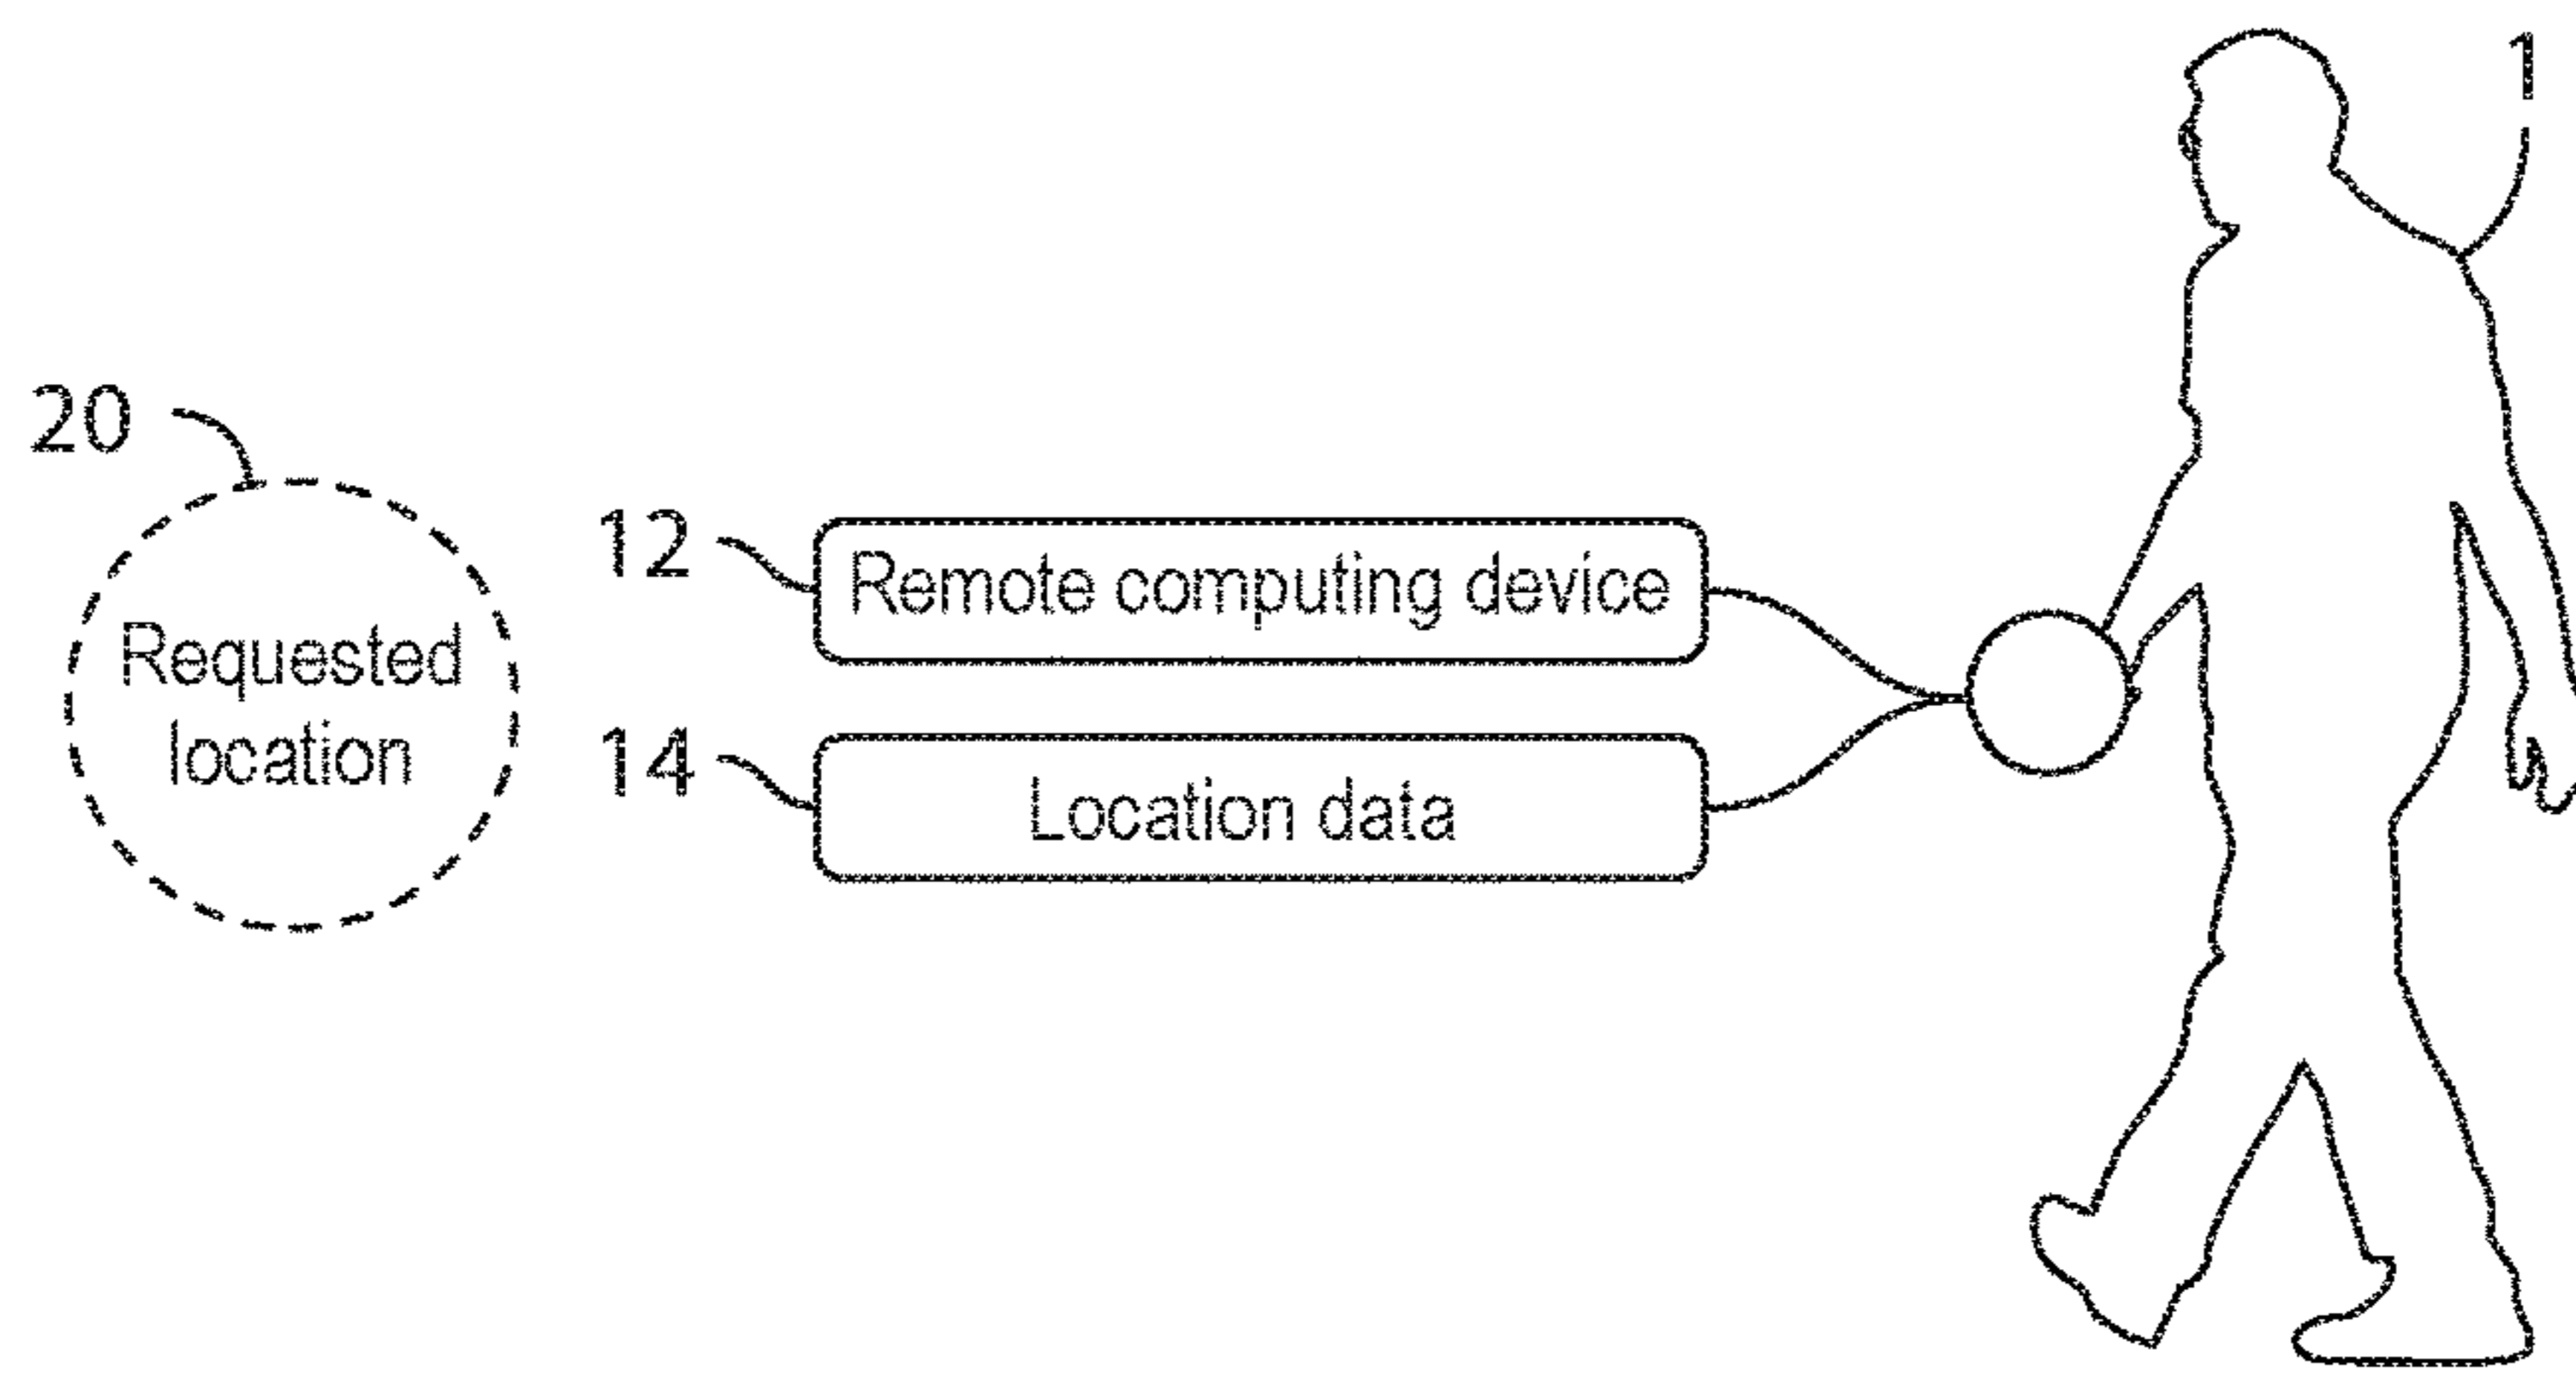 1
20
12
Remote computing device
Requested
location
14
Location data